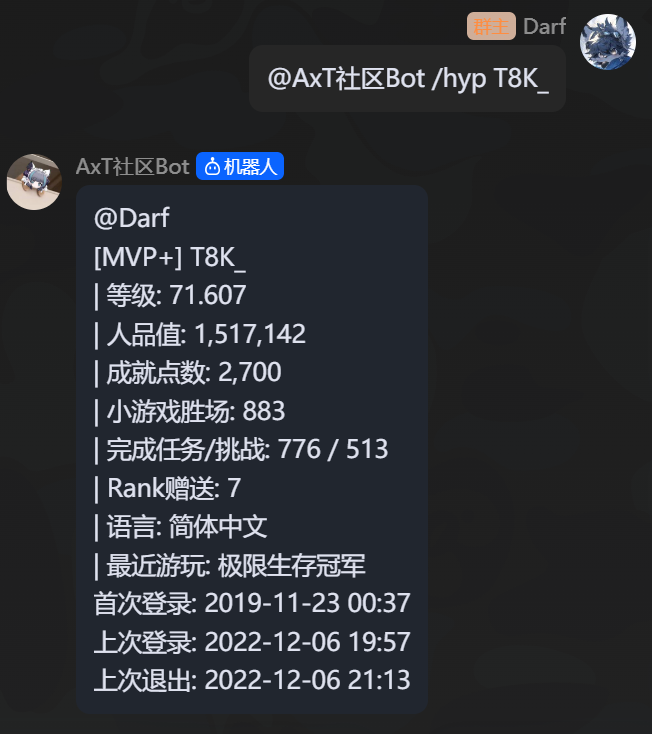 群主 Darf
@AxT社区Bot /hyp T8K_
AxT社区Bot 机器人
@Darf
[MVP+] T8K_
| 等级: 71.607
| 人品值: 1,517,142
| 成就点数: 2,700
| 小游戏胜场: 883
| 完成任务/挑战: 776 / 513
| Rank赠送: 7
| 语言: 简体中文
| 最近游玩: 极限生存冠军
首次登录: 2019-11-23 00:37
上次登录: 2022-12-06 19:57
上次退出: 2022-12-06 21:13